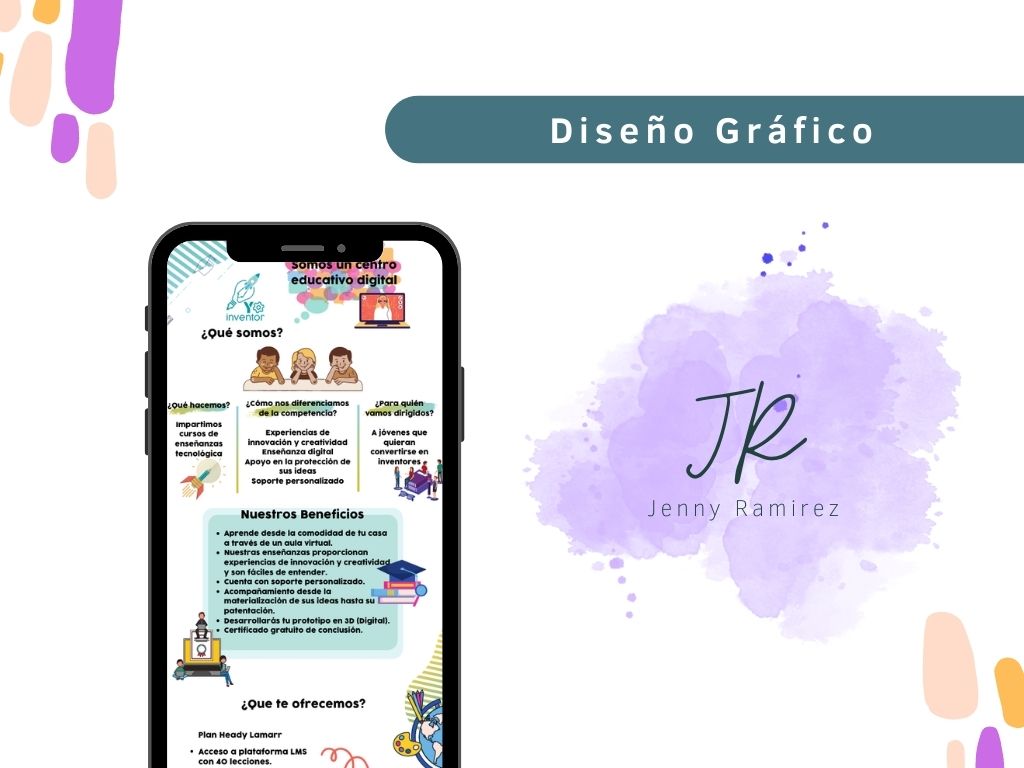 Diseño Gráfico
Somos un centro
educativo digital
Y
inventor
¿Qué somos?
¿Qué hacemos?
Impartimos
cursos de
enseñanzas
tecnológica
¿Cómo nos diferenciamos
de la competencia?
Experiencias de
innovación y creatividad
Enseñanza digital
Apoyo en la protección de
sus ideas
Soporte personalizado
¿Para quién
vamos dirigidos?
A jóvenes que
quieran
convertirse en
inventores
Nuestros Beneficios
• Aprende desde la comodidad de tu casa
a través de un aula virtual.
• Nuestras enseñanzas proporcionan
experiencias de innovación y creatividad
y son fáciles de entender.
• Cuenta con soporte personalizado.
• Acompañamiento desde la
materialización de sus ideas hasta su
patentación.
• Desarrollarás tu prototipo en 3D (Digital).
• Certificado gratuito de conclusión.
¿Que te ofrecemos?
Plan Heady Lamarr
• Acceso a plataforma LMS
con 40 lecciones.
JR
Jenny Ramirez